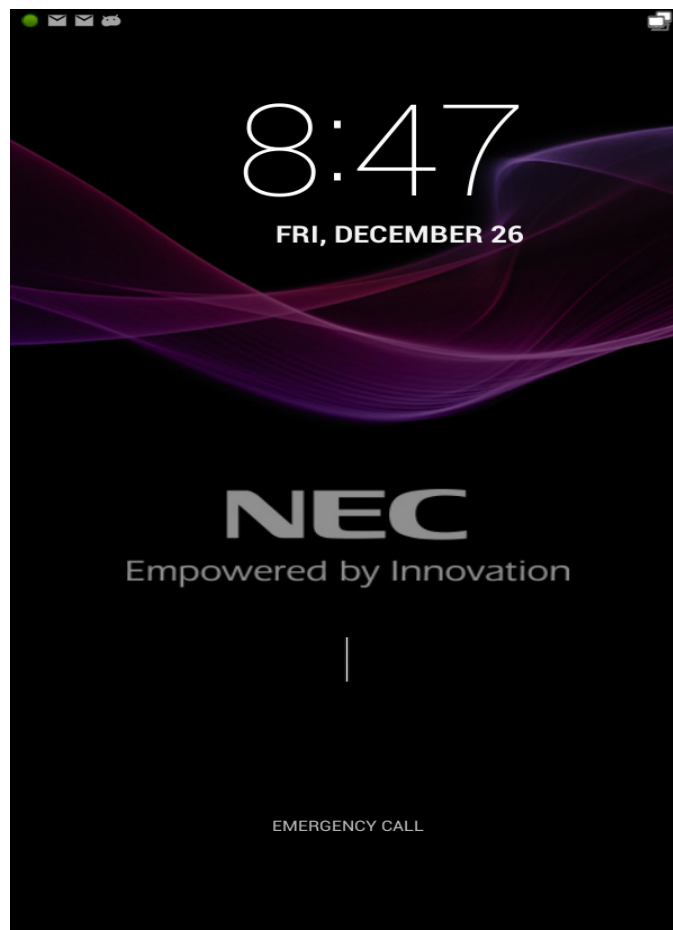 8:47
FRI, DECEMBER 26
NEC
Empowered by Innovation
EMERGENCY CALL